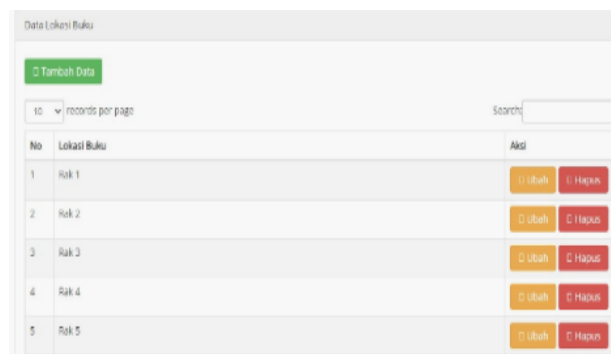 Data Lokasi Buku
Tambah Data
10 records per page Search:
No Lokasi Buku Aksi
1 Rak 1 Ubah Hapus
2 Rak 2 Ubah Hapus
3 Rak 3 Ubah Hapus
4 Rak 4 Ubah Hapus
5 Rak 5 Ubah Hapus